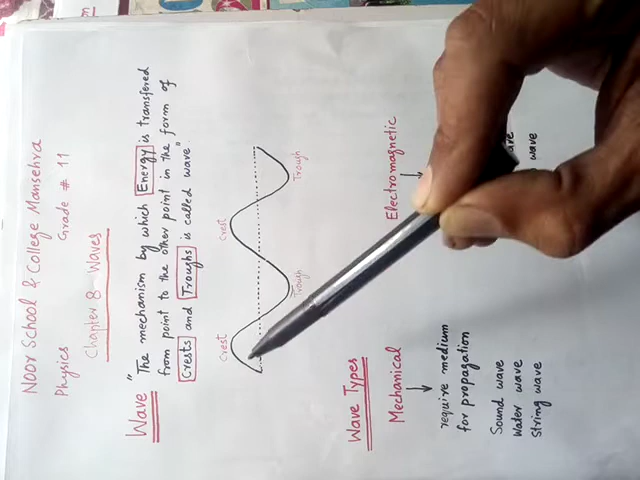 Noor School & College Mansehra
Physics Grade # 11
Chapter 8 Waves
Wave "The mechanism by which Energy is transfered
from point to the other point in the form of
Crests and Troughs is called wave"
Crest Crest
Trough Trough
Wave Types
Mechanical Electromagnetic
require medium
for propagation
Sound wave
Water wave wave
String wave wave